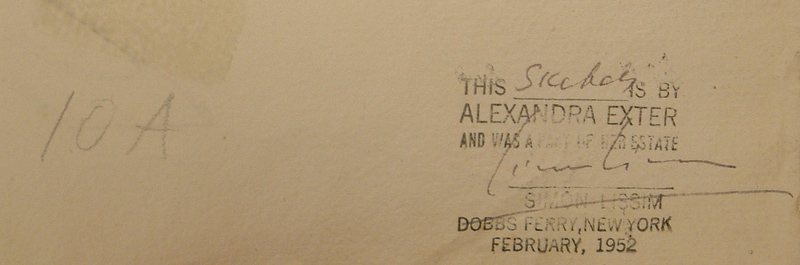 10A
THIS Sketch IS BY
ALEXANDRA EXTER
AND WAS A PART OF HER ESTATE
SIMON LISSIM
DOBBS FERRY, NEW YORK
FEBRUARY, 1952